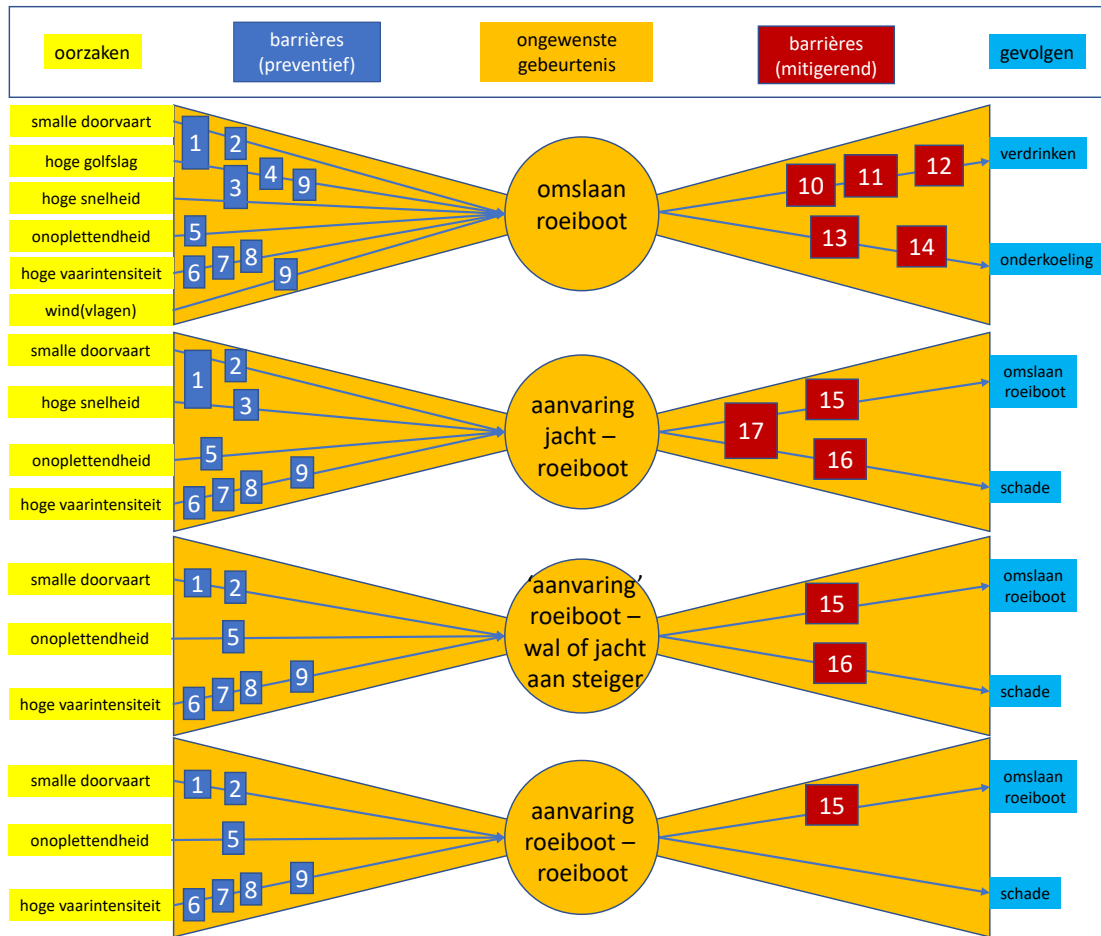 oorzaken
barrières
(preventief)
ongewenste
gebeurtenis
barrières
(mitigerend)
gevolgen
smalle doorvaart
hoge golfslag
hoge snelheid
onoplettendheid
hoge vaarintensiteit
wind(vlagen)
1
2
3
4
9
5
6
7
8
9
omslaan
roeiboot
10
11
12
13
14
verdrinken
onderkoeling
smalle doorvaart
hoge snelheid
onoplettendheid
hoge vaarintensiteit
1
2
3
5
6
7
8
9
aanvaring
jacht –
roeiboot
15
17
16
omslaan
roeiboot
schade
smalle doorvaart
onoplettendheid
hoge vaarintensiteit
1
2
5
6
7
8
9
‘aanvaring’
roeiboot –
wal of jacht
aan steiger
15
16
omslaan
roeiboot
schade
smalle doorvaart
onoplettendheid
hoge vaarintensiteit
1
2
5
6
7
8
9
aanvaring
roeiboot –
roeiboot
15
omslaan
roeiboot
schade